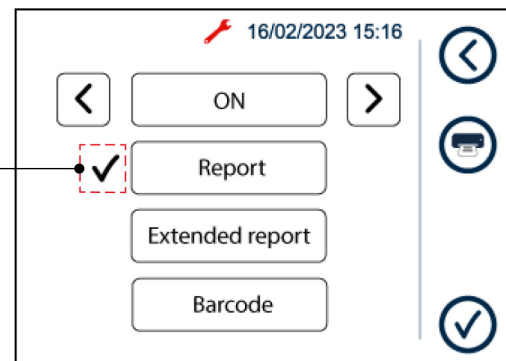 16/02/2023 15:16
ON
Report
Extended report
Barcode